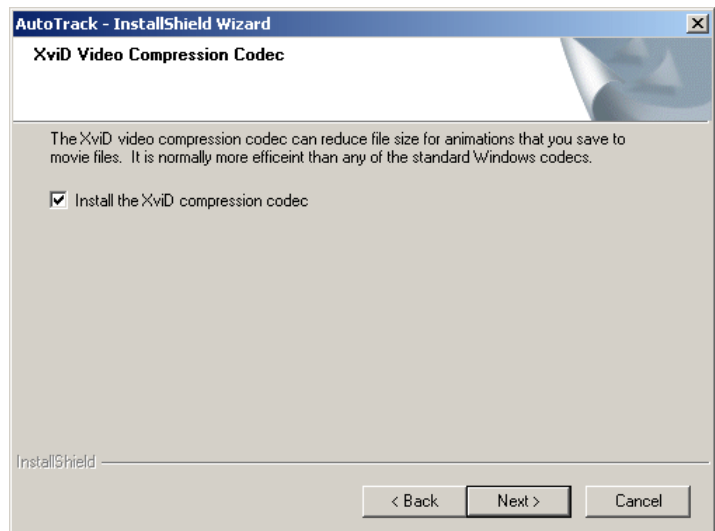 AutoTrack - InstallShield Wizard
XviD Video Compression Codec
The XviD video compression codec can reduce file size for animations that you save to
movie files.  It is normally more efficeint than any of the standard Windows codecs.
Install the XviD compression codec
InstallShield
< Back
Next >
Cancel